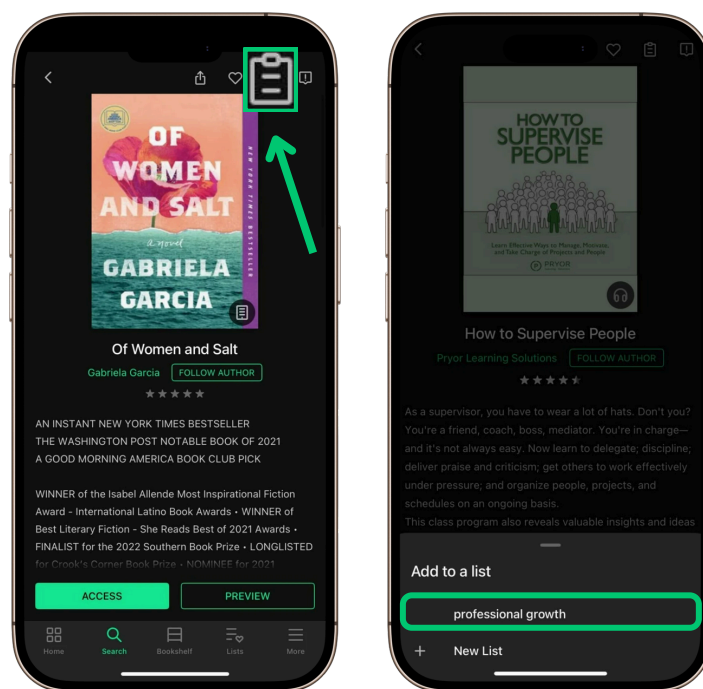 OF
WOMEN
AND SALT
a novel
GABRIELA
GARCIA
NEW YORK TIMES BESTSELLER
Of Women and Salt
Gabriela Garcia FOLLOW AUTHOR
AN INSTANT NEW YORK TIMES BESTSELLER
THE WASHINGTON POST NOTABLE BOOK OF 2021
A GOOD MORNING AMERICA BOOK CLUB PICK
WINNER of the Isabel Allende Most Inspirational Fiction
Award - International Latino Book Awards • WINNER of
Best Literary Fiction - She Reads Best of 2021 Awards •
FINALIST for the 2022 Southern Book Prize • LONGLISTED
for Crook's Corner Book Prize • NOMINEE for 2021
ACCESS PREVIEW
Home Search Bookshelf Lists More
HOW TO
SUPERVISE
PEOPLE
Learn Effective Ways to Manage, Motivate,
and Take Charge of Projects and People
PRYOR
How to Supervise People
Pryor Learning Solutions FOLLOW AUTHOR
As a supervisor, you have to wear a lot of hats. Don't you?
You're a friend, coach, boss, mediator. You're in charge—
and it's not always easy. Now learn to delegate; discipline;
deliver praise and criticism; get others to work effectively
under pressure; and organize people, projects, and
schedules on an ongoing basis.
This class program also reveals valuable insights and ideas
Add to a list
professional growth
+ New List